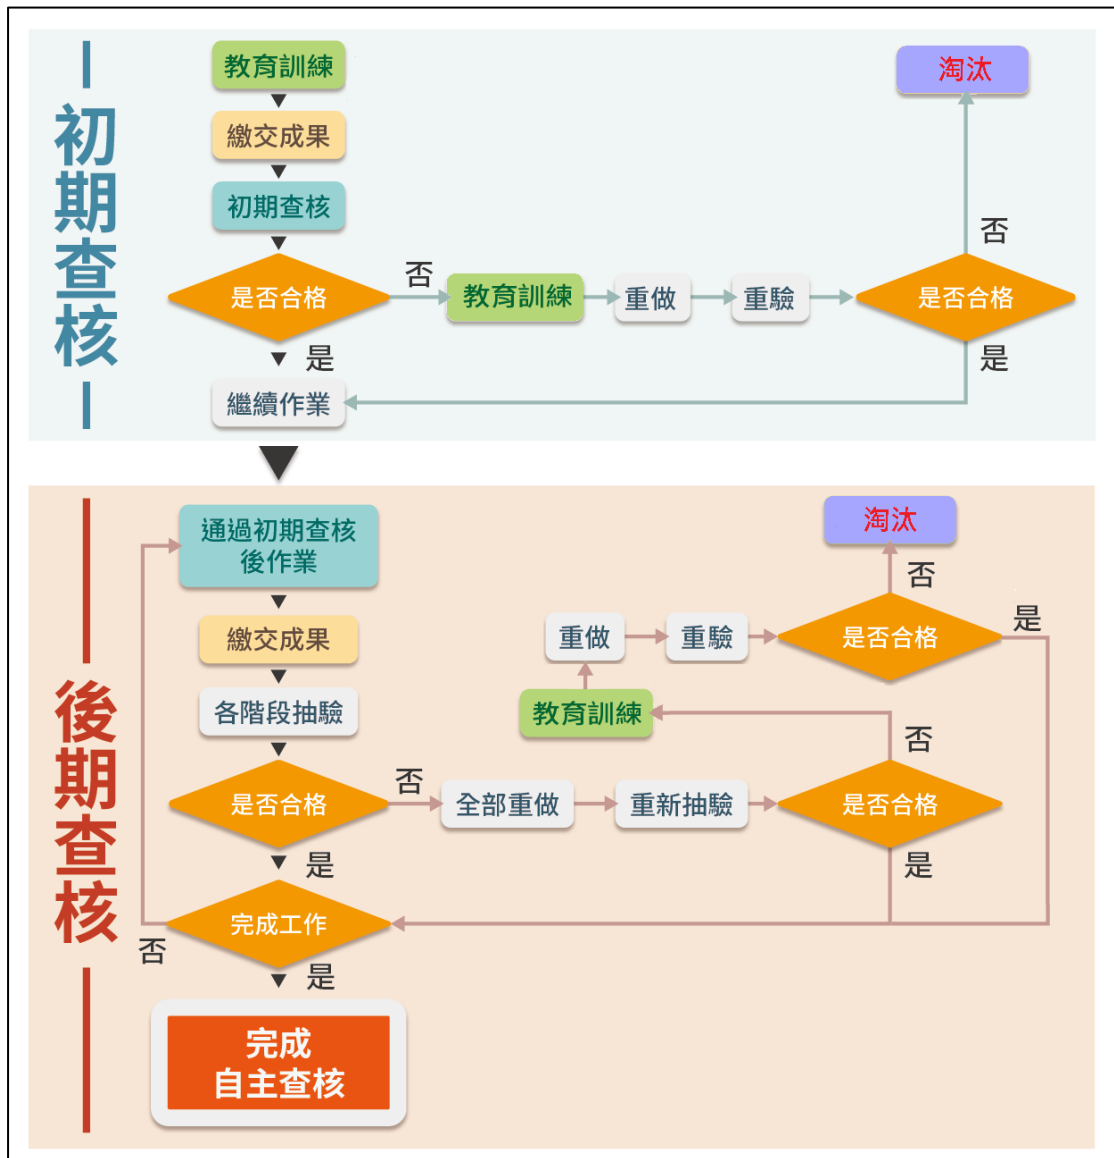 初期查核
教育訓練
繳交成果
初期查核
是否合格
否
教育訓練
重做
重驗
是否合格
否
淘汰
是
是
繼續作業
後期查核
通過初期查核
後作業
繳交成果
各階段抽驗
是否合格
否
全部重做
重新抽驗
是否合格
否
教育訓練
重做
重驗
是否合格
否
淘汰
是
是
是
完成工作
否
是
完成
自主查核